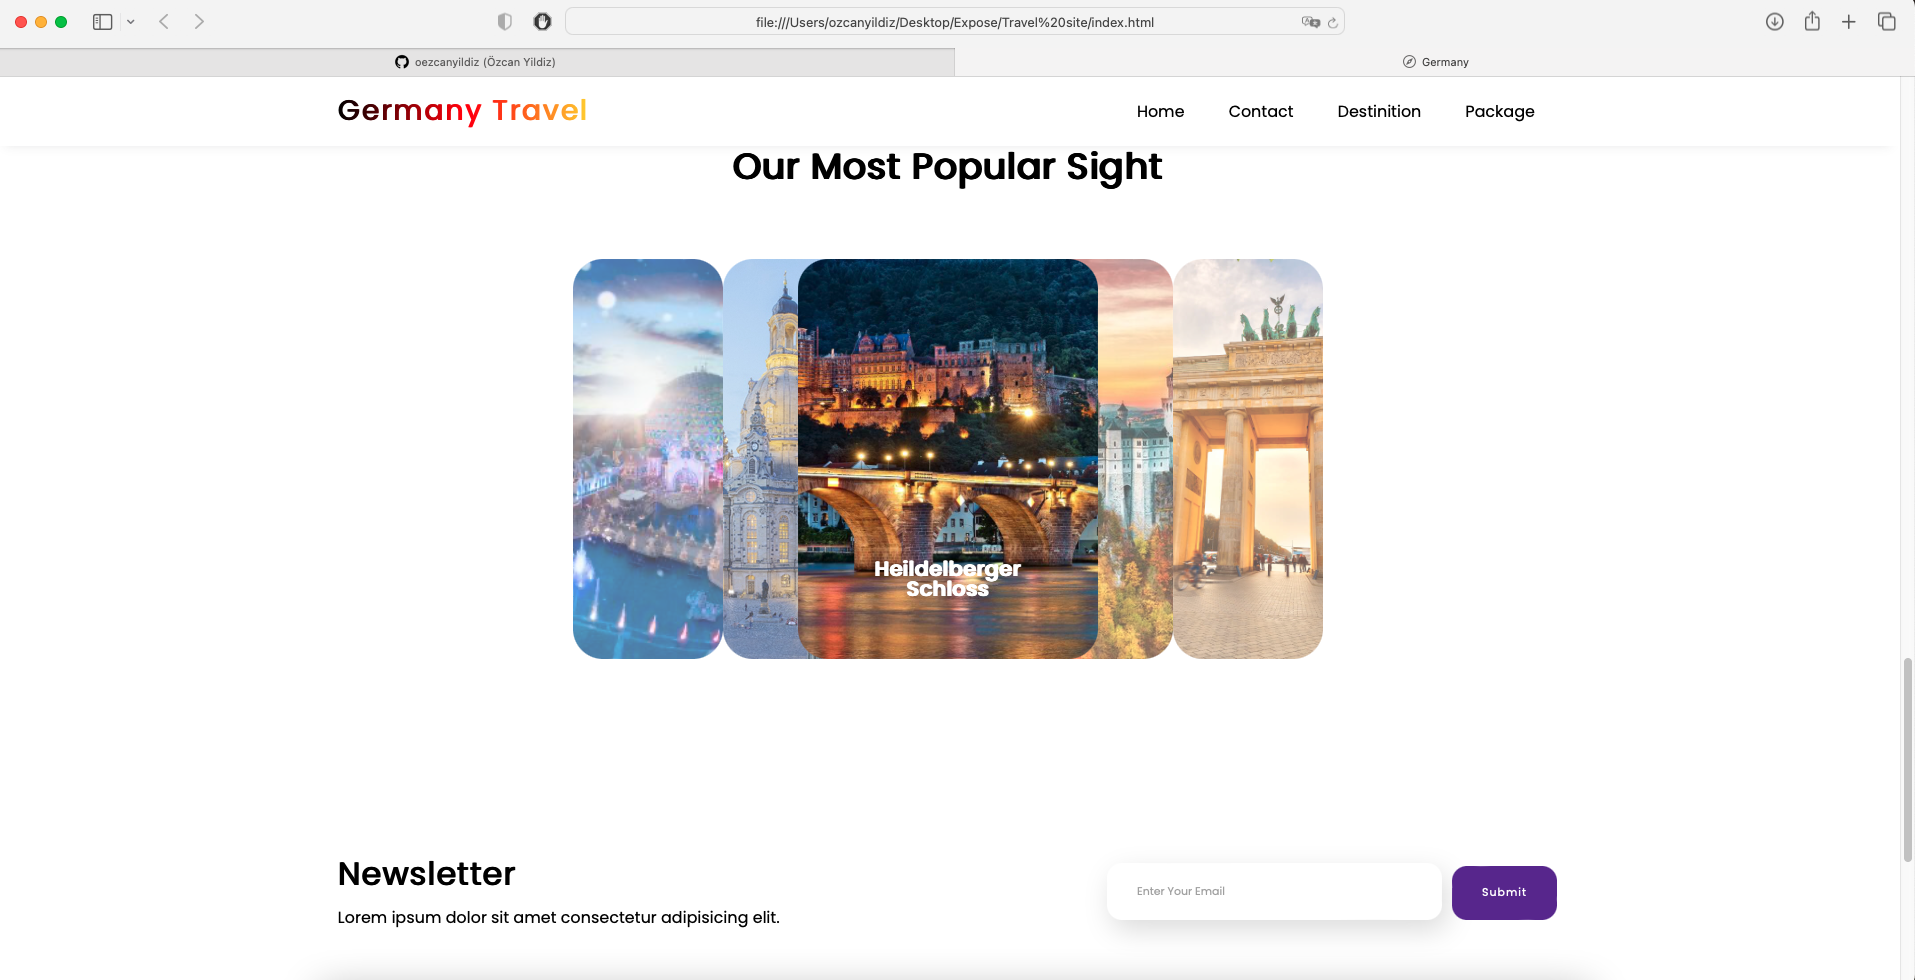 file:///Users/ozcanyildiz/Desktop/Expose/Travel%20site/index.html
oezcanyildiz (Özcan Yildiz)
Germany
Germany Travel
Home
Contact
Destinition
Package
Our Most Popular Sight
Heildelberger
Schloss
Newsletter
Lorem ipsum dolor sit amet consectetur adipisicing elit.
Enter Your Email
Submit